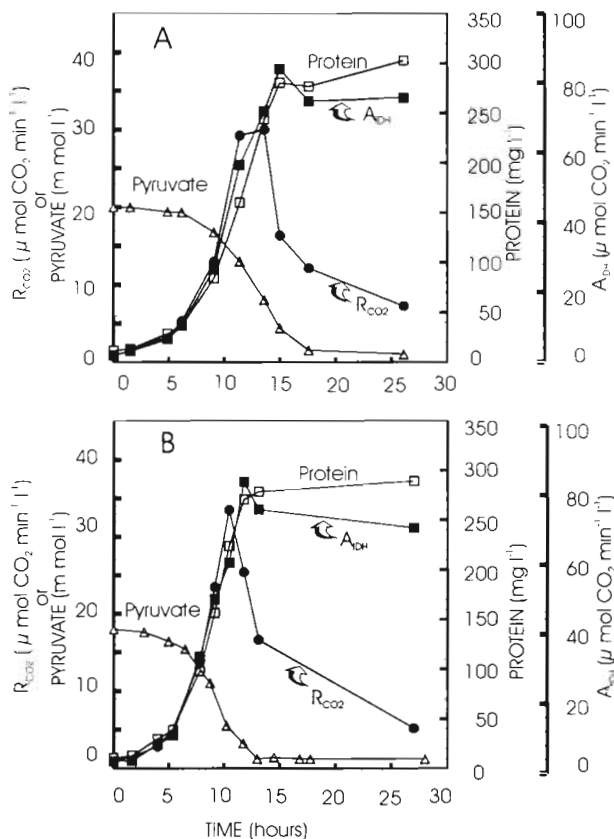 A
R_CO2 (µ mol CO2 min-1 l-1)
or
PYRUVATE (m mol l-1)
40
30
20
10
0
Protein
A_IDH
Pyruvate
R_CO2
350
300
250
200
150
100
50
0
PROTEIN (mg l-1)
100
80
60
40
20
0
A_IDH (µ mol CO2 min-1 l-1)
0 5 10 15 20 25 30
B
R_CO2 (µ mol CO2 min-1 l-1)
or
PYRUVATE (m mol l-1)
40
30
20
10
0
Protein
A_IDH
Pyruvate
R_CO2
350
300
250
200
150
100
50
0
PROTEIN (mg l-1)
100
80
60
40
20
0
A_IDH (µ mol CO2 min-1 l-1)
0 5 10 15 20 25 30
TIME (hours)